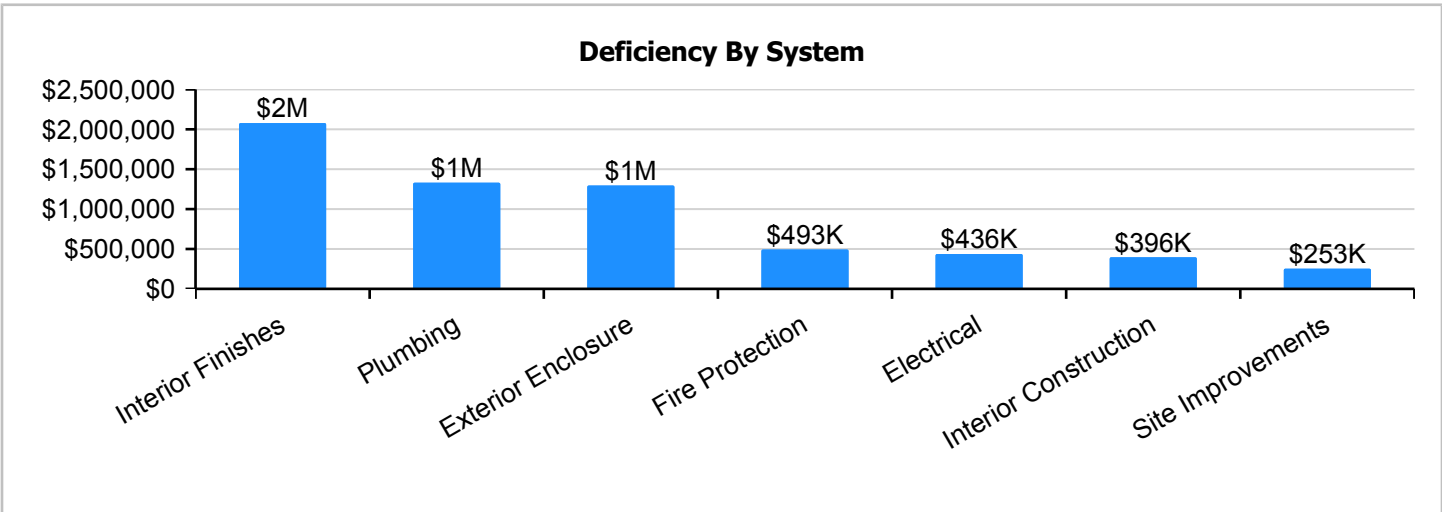 Deficiency By System
$2,500,000
$2,000,000
$1,500,000
$1,000,000
$500,000
$0
$2M
$1M
$1M
$493K
$436K
$396K
$253K
Interior Finishes
Plumbing
Exterior Enclosure
Fire Protection
Electrical
Interior Construction
Site Improvements